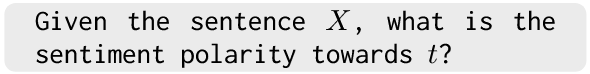 Given the sentence X, what is the
sentiment polarity towards t?